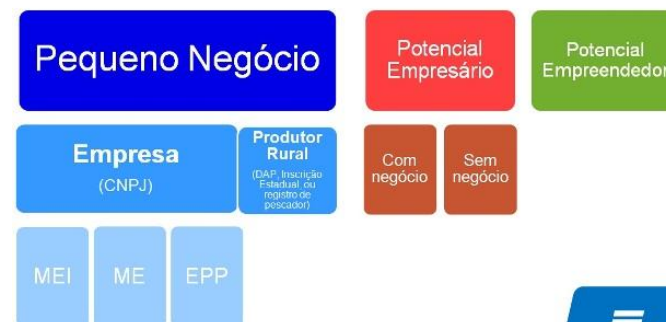 Pequeno Negócio
Potencial
Empresário
Potencial
Empreendedor
Empresa
(CNPJ)
Produtor
Rural
(DAP, Inscrição
Estadual, ou
registro de
pescador)
Com
negócio
Sem
negócio
MEI
ME
EPP